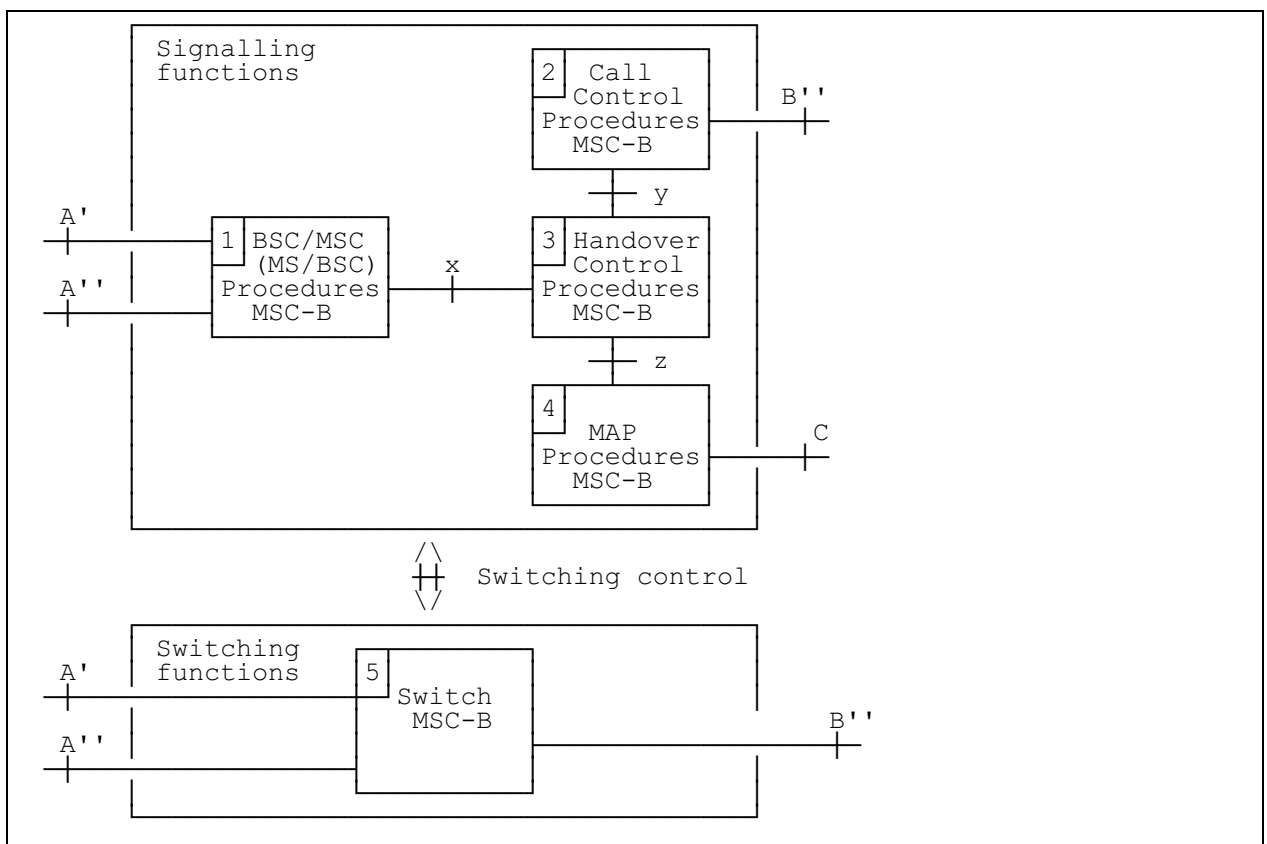 Signalling
functions
2 Call
Control
Procedures
MSC-B
B''
y
A'
A''
1 BSC/MSC
(MS/BSC)
Procedures
MSC-B
x
3 Handover
Control
Procedures
MSC-B
z
4
MAP
Procedures
MSC-B
C
/\
Switching control
\/
Switching
functions
A'
A''
5
Switch
MSC-B
B''